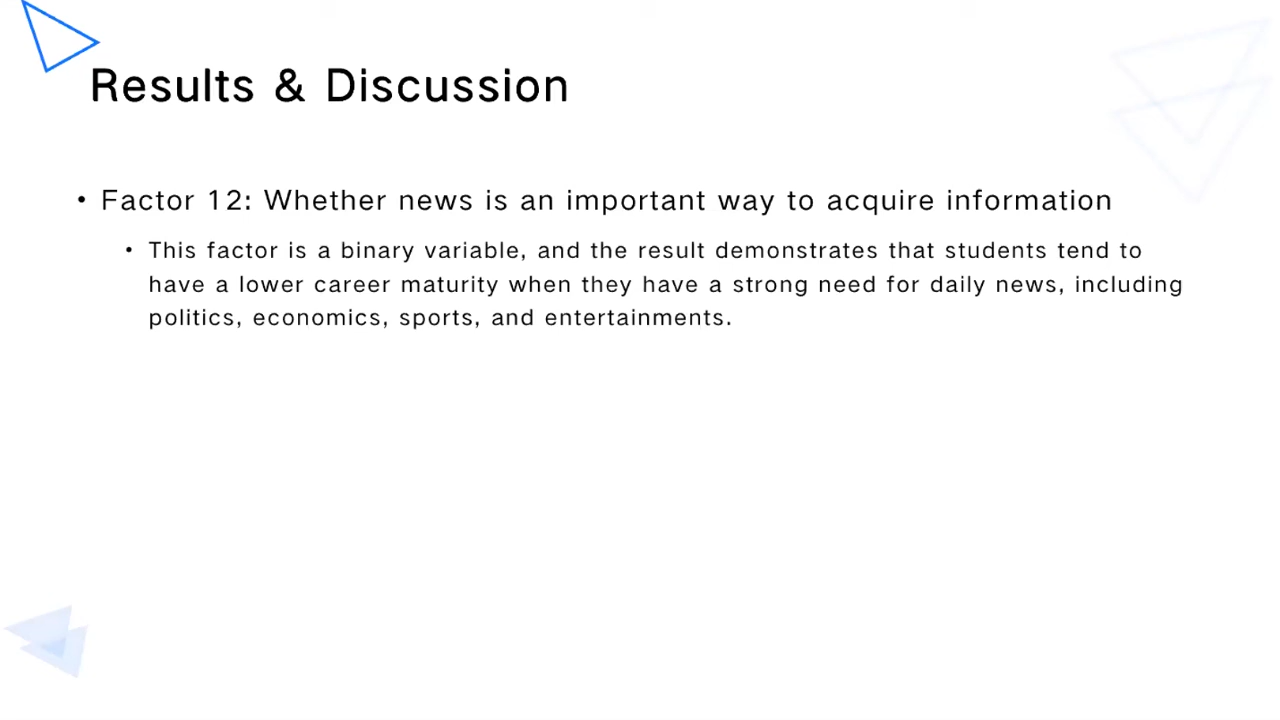 Results & Discussion
• Factor 12: Whether news is an important way to acquire information
• This factor is a binary variable, and the result demonstrates that students tend to
have a lower career maturity when they have a strong need for daily news, including
politics, economics, sports, and entertainments.